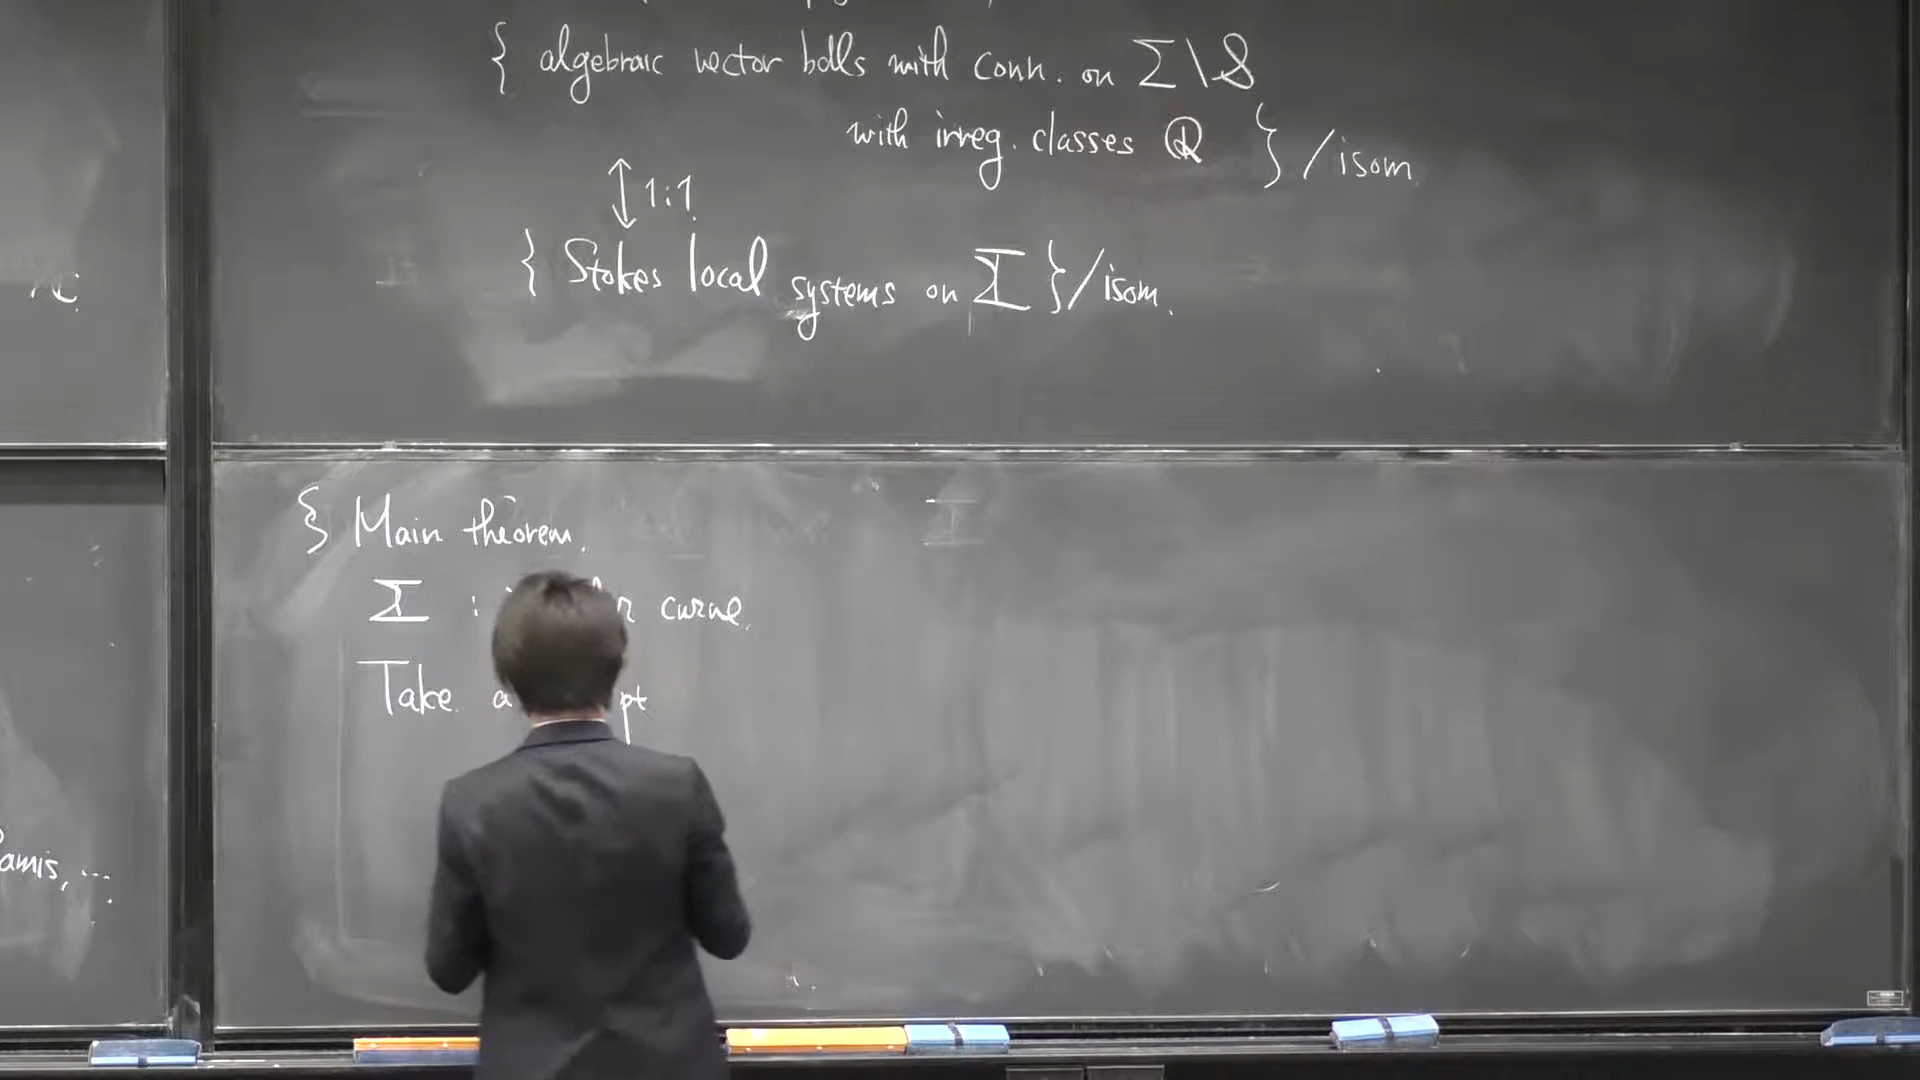 { algebraic vector bdls with conn. on Σ\S
with irreg. classes Q } / isom.
↕ 1:1
{ Stokes local systems on Σ } / isom.
§ Main theorem.
Σ : curve.
Take a pt
amis, ...